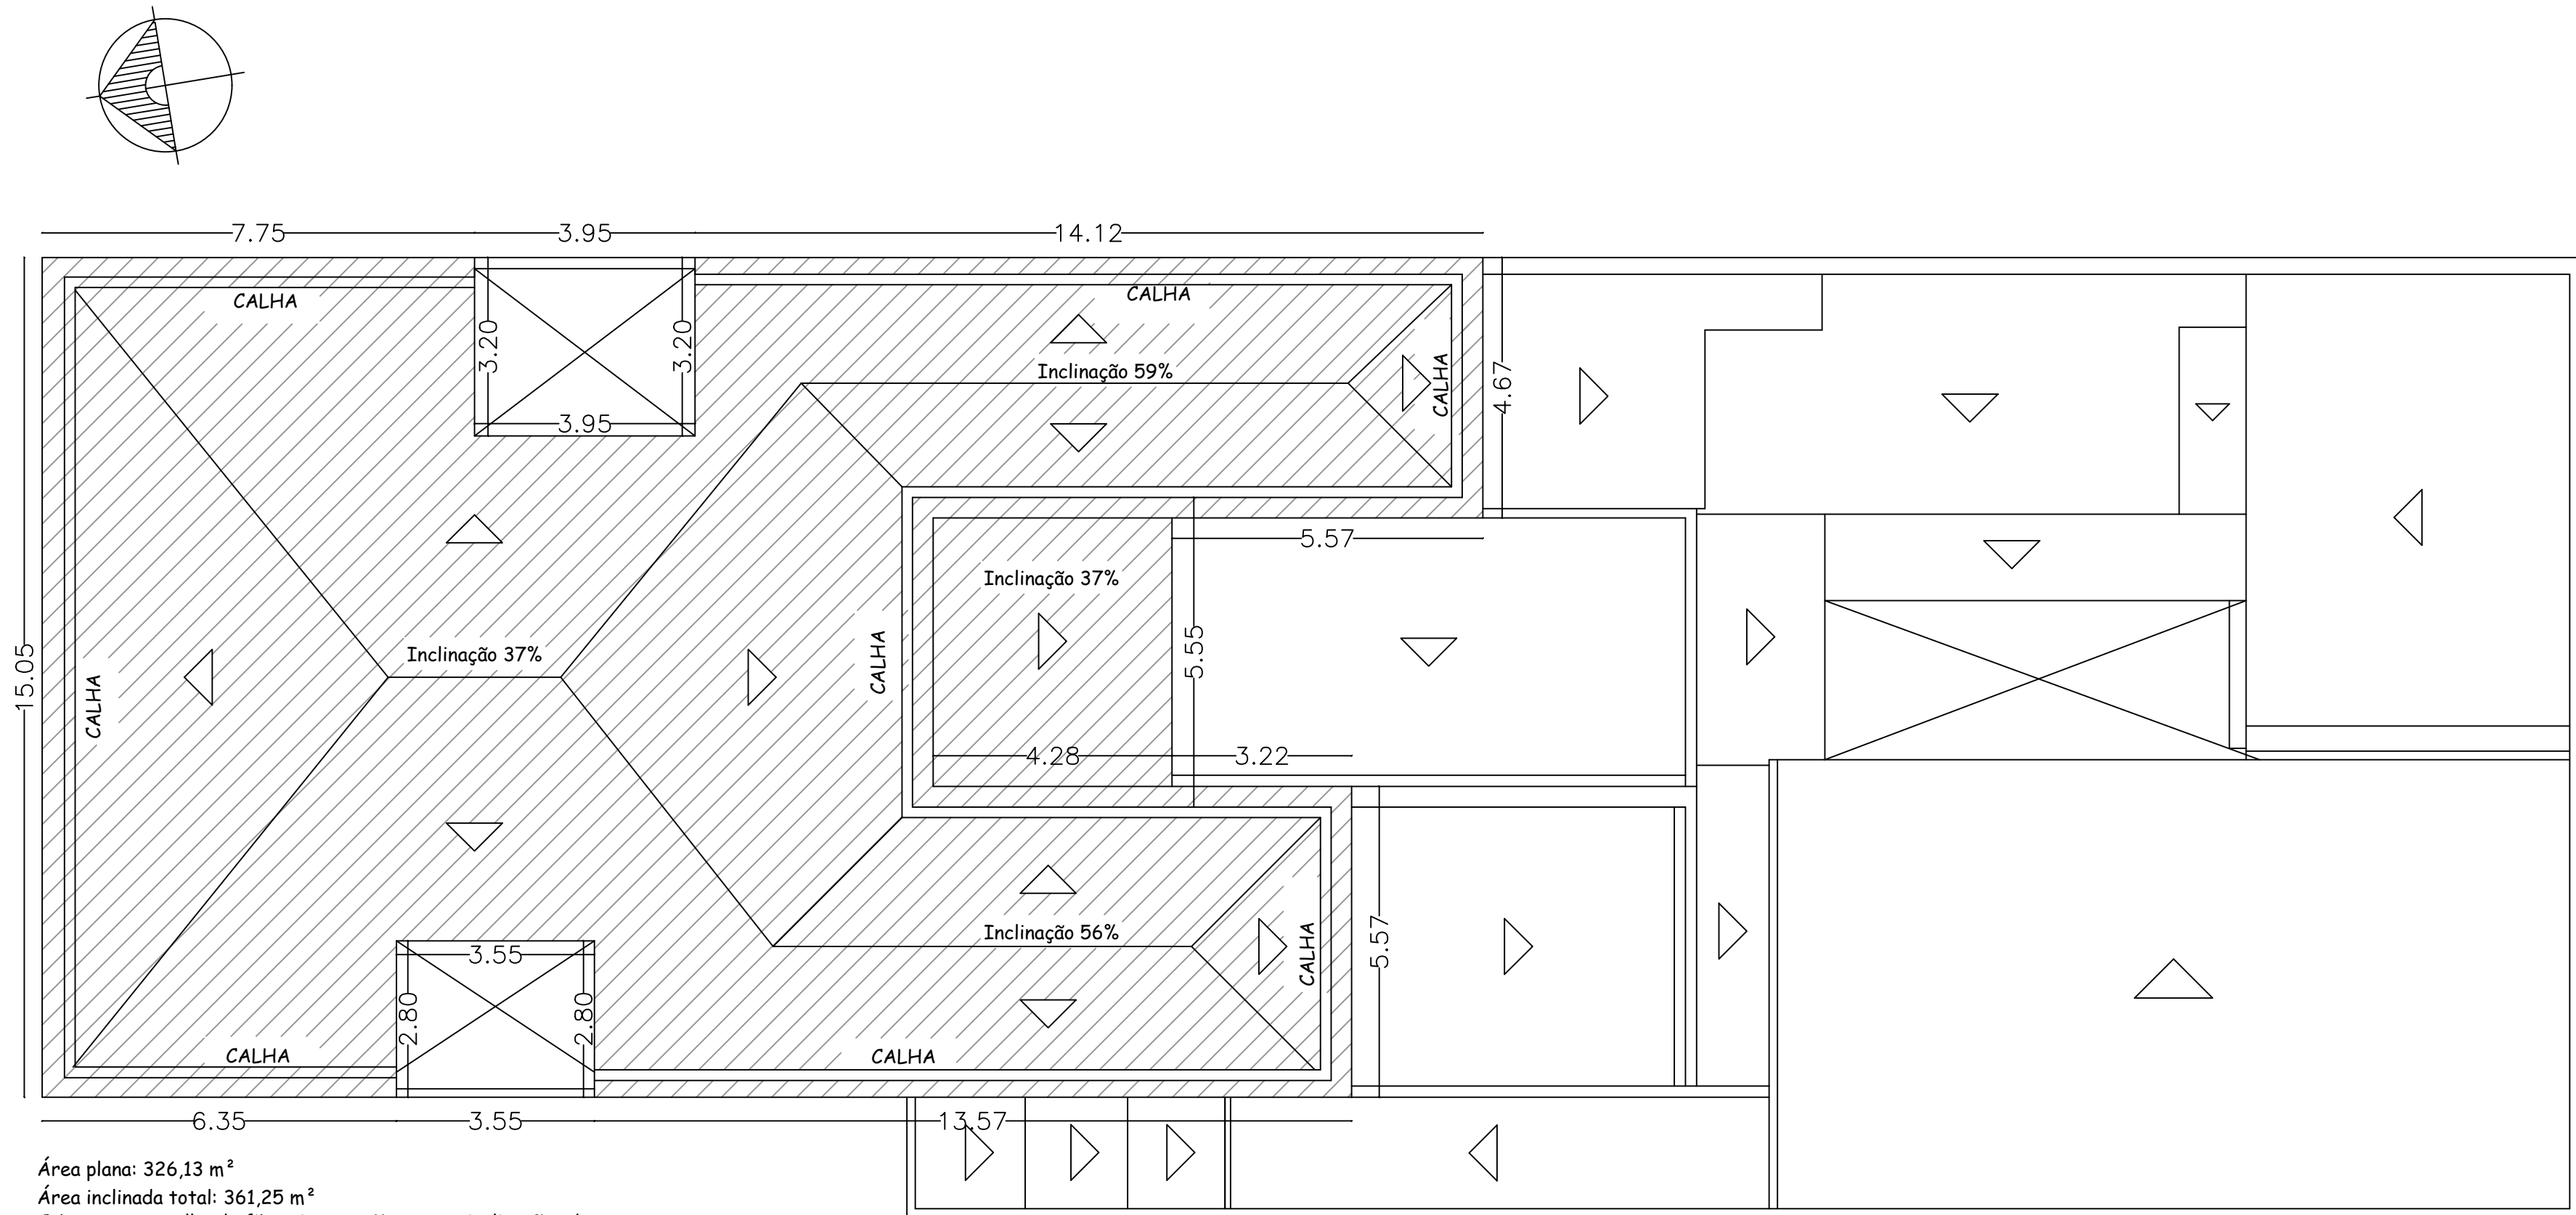 7.75
3.95
14.12
CALHA
CALHA
3.20
3.20
Inclinação 59%
CALHA
4.67
3.95
5.57
Inclinação 37%
15.05
CALHA
Inclinação 37%
CALHA
5.55
4.28
3.22
3.55
Inclinação 56%
CALHA
5.57
2.80
2.80
CALHA
CALHA
6.35
3.55
13.57
Área plana: 326,13 m²
Área inclinada total: 361,25 m²